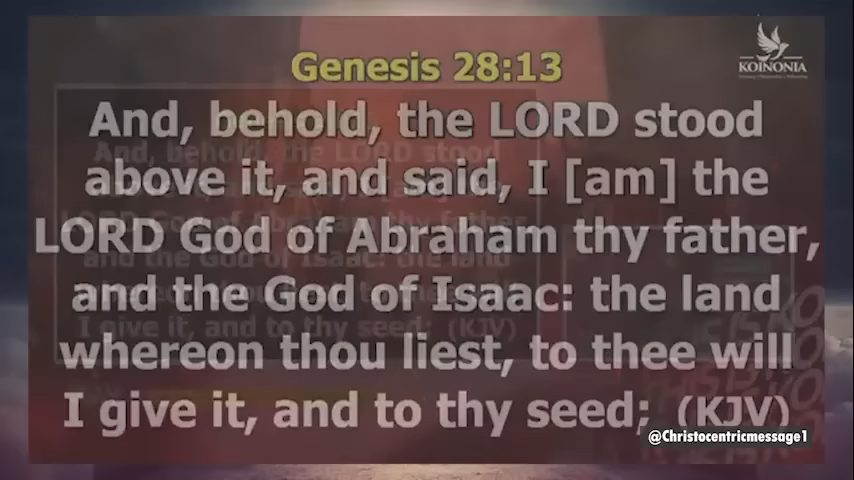 Genesis 28:13
KOINONIA
And, behold, the LORD stood
above it, and said, I [am] the
LORD God of Abraham thy father,
and the God of Isaac: the land
whereon thou liest, to thee will
I give it, and to thy seed; (KJV)
@Christocentricmessage1